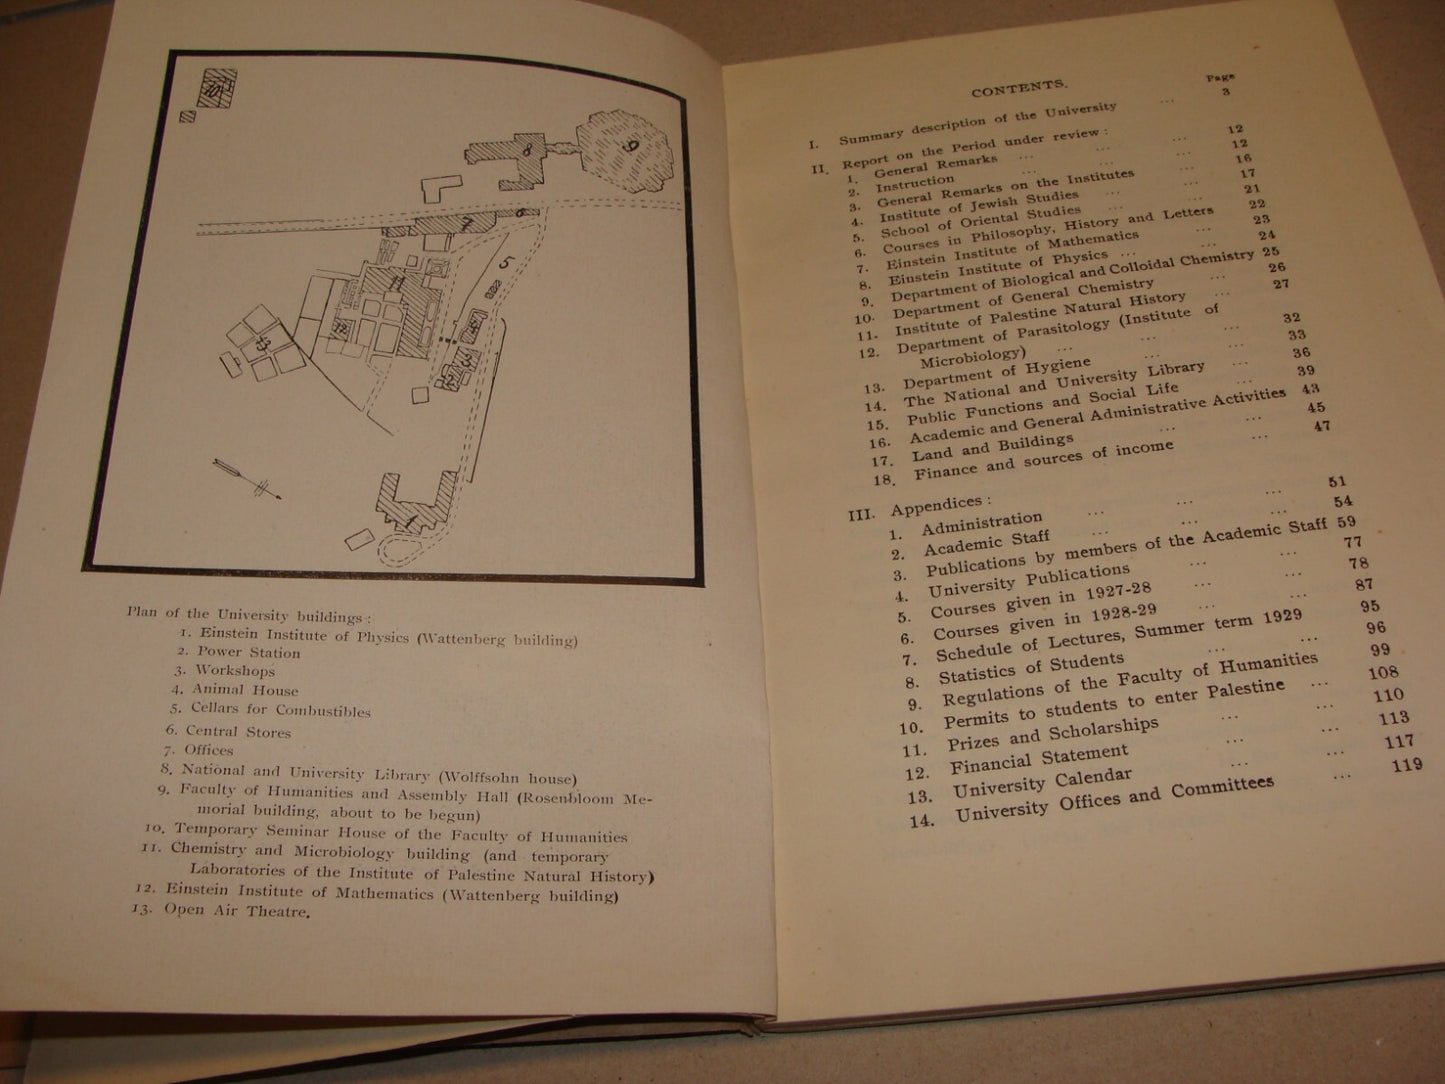 Plan of the University buildings :
1. Einstein Institute of Physics (Wattenberg building)
2. Power Station
3. Workshops
4. Animal House
5. Cellars for Combustibles
6. Central Stores
7. Offices
8. National and University Library (Wolffsohn house)
9. Faculty of Humanities and Assembly Hall (Rosenbloom Me-
morial building, about to be begun)
10. Temporary Seminar House of the Faculty of Humanities
11. Chemistry and Microbiology building (and temporary
Laboratories of the Institute of Palestine Natural History)
12. Einstein Institute of Mathematics (Wattenberg building)
13. Open Air Theatre.
CONTENTS.
Page
I. Summary description of the University ... 3
II. Report on the Period under review :
1. General Remarks ... ... ... 12
2. Instruction ... ... ... 12
3. General Remarks on the Institutes ... 16
4. Institute of Jewish Studies ... ... 17
5. School of Oriental Studies ... ... 21
6. Courses in Philosophy, History and Letters 22
7. Einstein Institute of Mathematics ... 23
8. Einstein Institute of Physics ... ... 24
9. Department of Biological and Colloidal Chemistry 25
10. Department of General Chemistry ... 26
11. Institute of Palestine Natural History ... 27
12. Department of Parasitology (Institute of
Microbiology) ... ... ... 32
13. Department of Hygiene ... ... 33
14. The National and University Library ... 36
15. Public Functions and Social Life ... 39
16. Academic and General Administrative Activities 43
17. Land and Buildings ... ... 45
18. Finance and sources of income ... 47
III. Appendices :
1. Administration ... ... ... 51
2. Academic Staff ... ... ... 54
3. Publications by members of the Academic Staff 59
4. University Publications ... ... 77
5. Courses given in 1927-28 ... ... 78
6. Courses given in 1928-29 ... ... 87
7. Schedule of Lectures, Summer term 1929 95
8. Statistics of Students ... ... 96
9. Regulations of the Faculty of Humanities 99
10. Permits to students to enter Palestine ... 108
11. Prizes and Scholarships ... ... 110
12. Financial Statement ... ... 113
13. University Calendar ... ... 117
14. University Offices and Committees ... 119